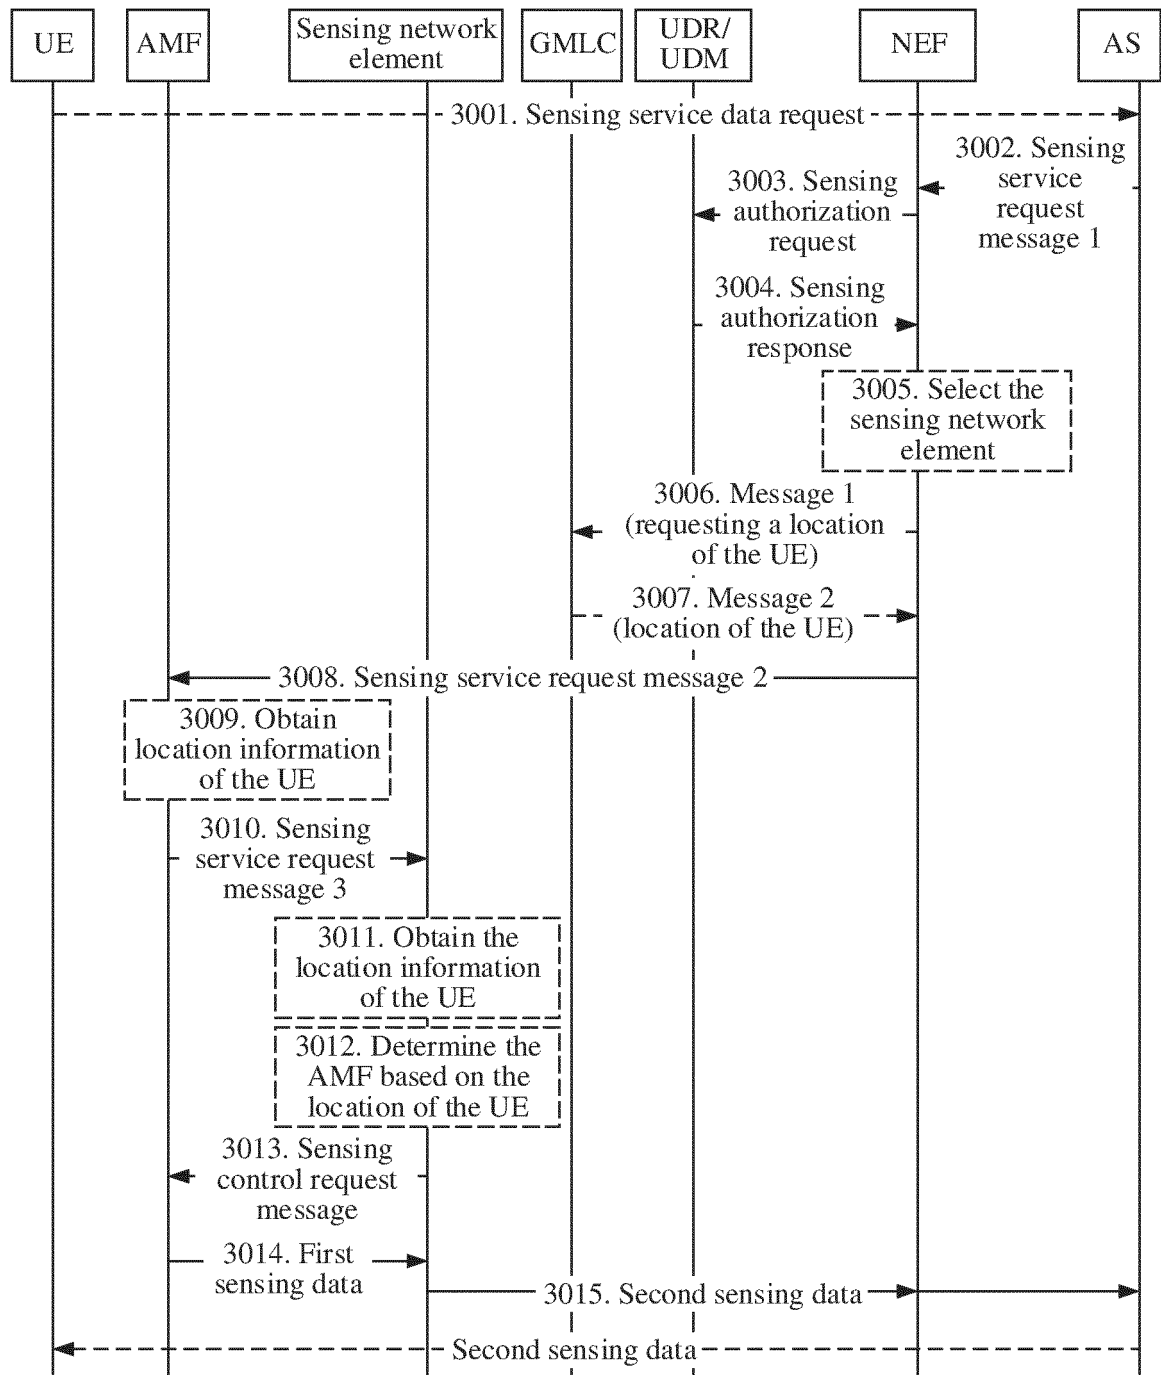 UE
AMF
Sensing network
element
GMLC
UDR/
UDM
NEF
AS
3001. Sensing service data request
3002. Sensing
service
request
message 1
3003. Sensing
authorization
request
3004. Sensing
authorization
response
3005. Select the
sensing network
element
3006. Message 1
(requesting a location
of the UE)
3007. Message 2
(location of the UE)
3008. Sensing service request message 2
3009. Obtain
location information
of the UE
3010. Sensing
service request
message 3
3011. Obtain the
location information
of the UE
3012. Determine the
AMF based on the
location of the UE
3013. Sensing
control request
message
3014. First
sensing data
3015. Second sensing data
Second sensing data